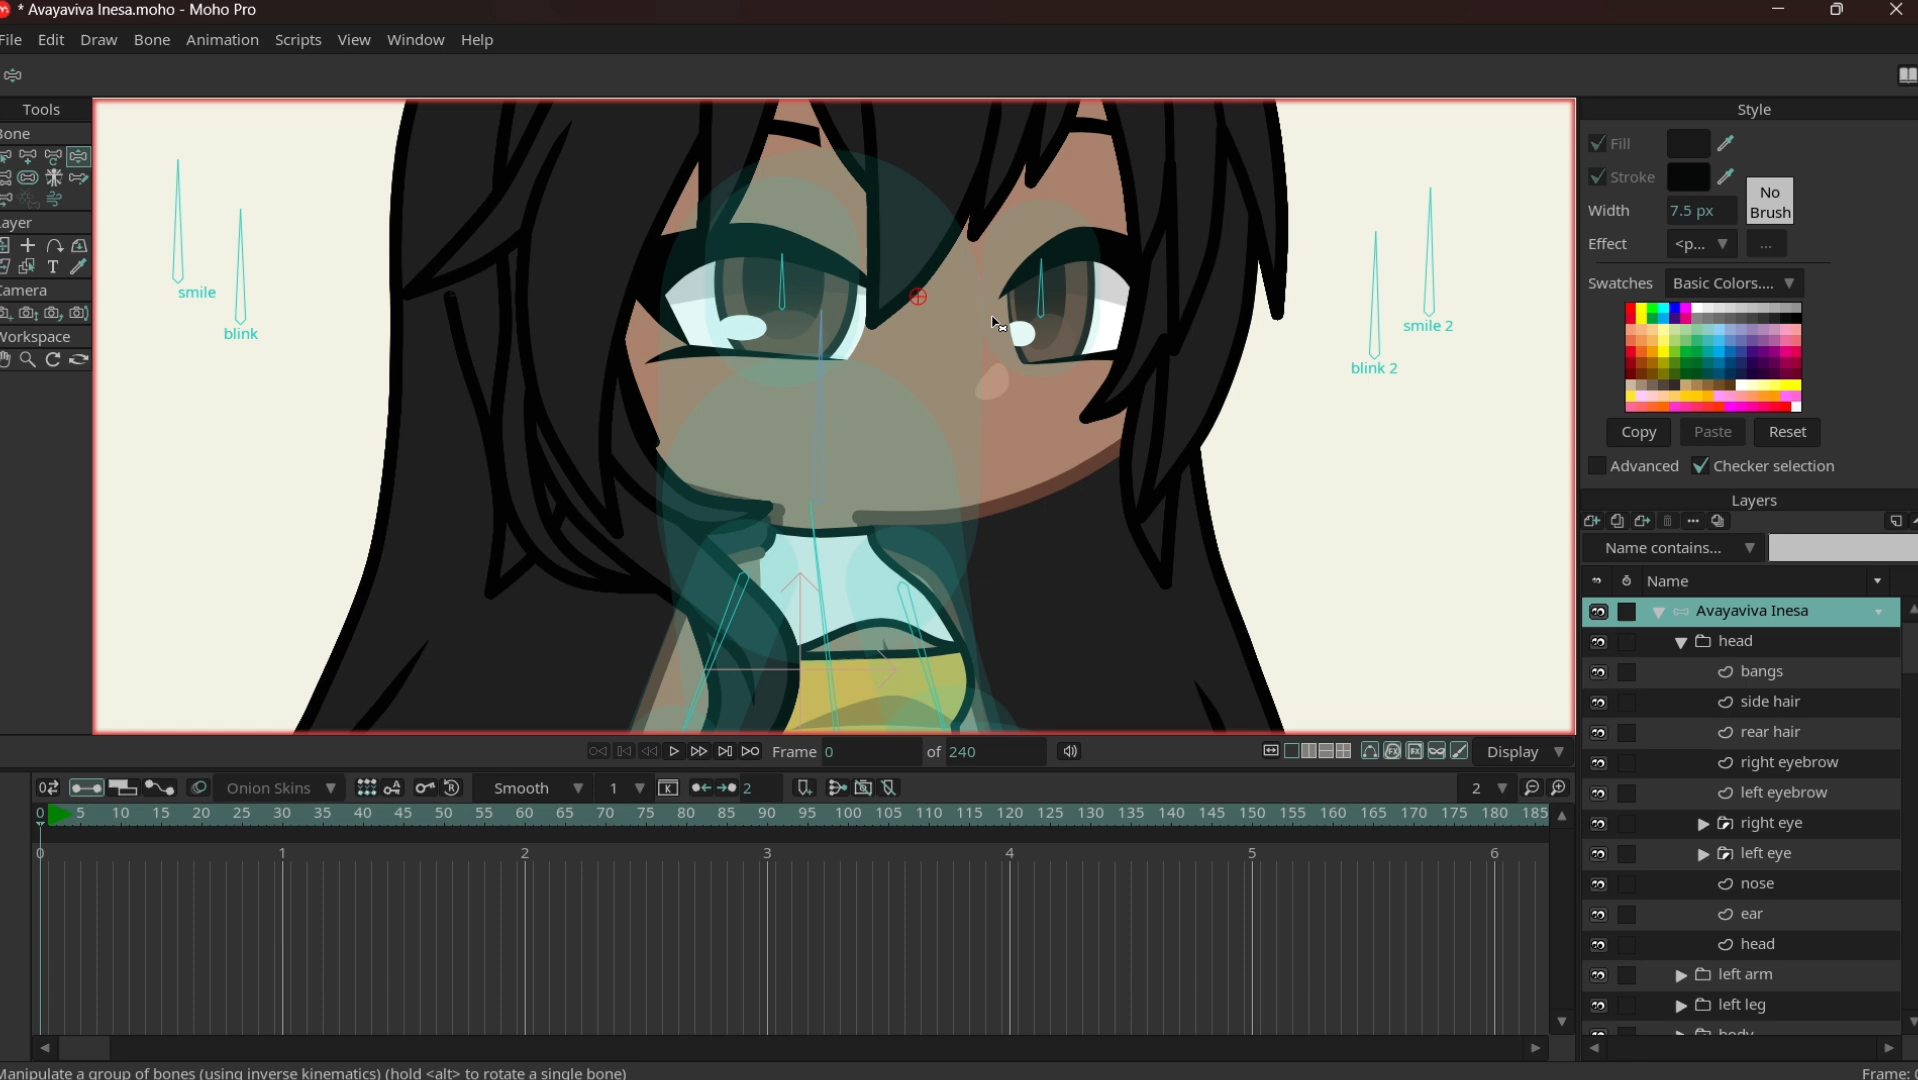 * Avayaviva Inesa.moho - Moho Pro
File Edit Draw Bone Animation Scripts View Window Help
Tools
Bone
Layer
Camera
Workspace
smile
blink
smile 2
blink 2
Style
Fill
Stroke
No Brush
Width 7.5 px
Effect <p... ...
Swatches Basic Colors....
Copy Paste Reset
Advanced Checker selection
Layers
Name contains...
Name
Avayaviva Inesa
head
bangs
side hair
rear hair
right eyebrow
left eyebrow
right eye
left eye
nose
ear
head
left arm
left leg
body
Frame 0 of 240
Display
Onion Skins Smooth 1 2 2
0 5 10 15 20 25 30 35 40 45 50 55 60 65 70 75 80 85 90 95 100 105 110 115 120 125 130 135 140 145 150 155 160 165 170 175 180 185
0 1 2 3 4 5 6
Manipulate a group of bones (using inverse kinematics) (hold <alt> to rotate a single bone)
Frame: 0